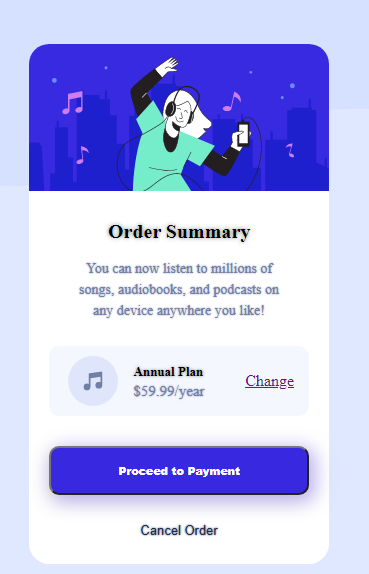 Order Summary
You can now listen to millions of
songs, audiobooks, and podcasts on
any device anywhere you like!
Annual Plan
$59.99/year
Change
Proceed to Payment
Cancel Order